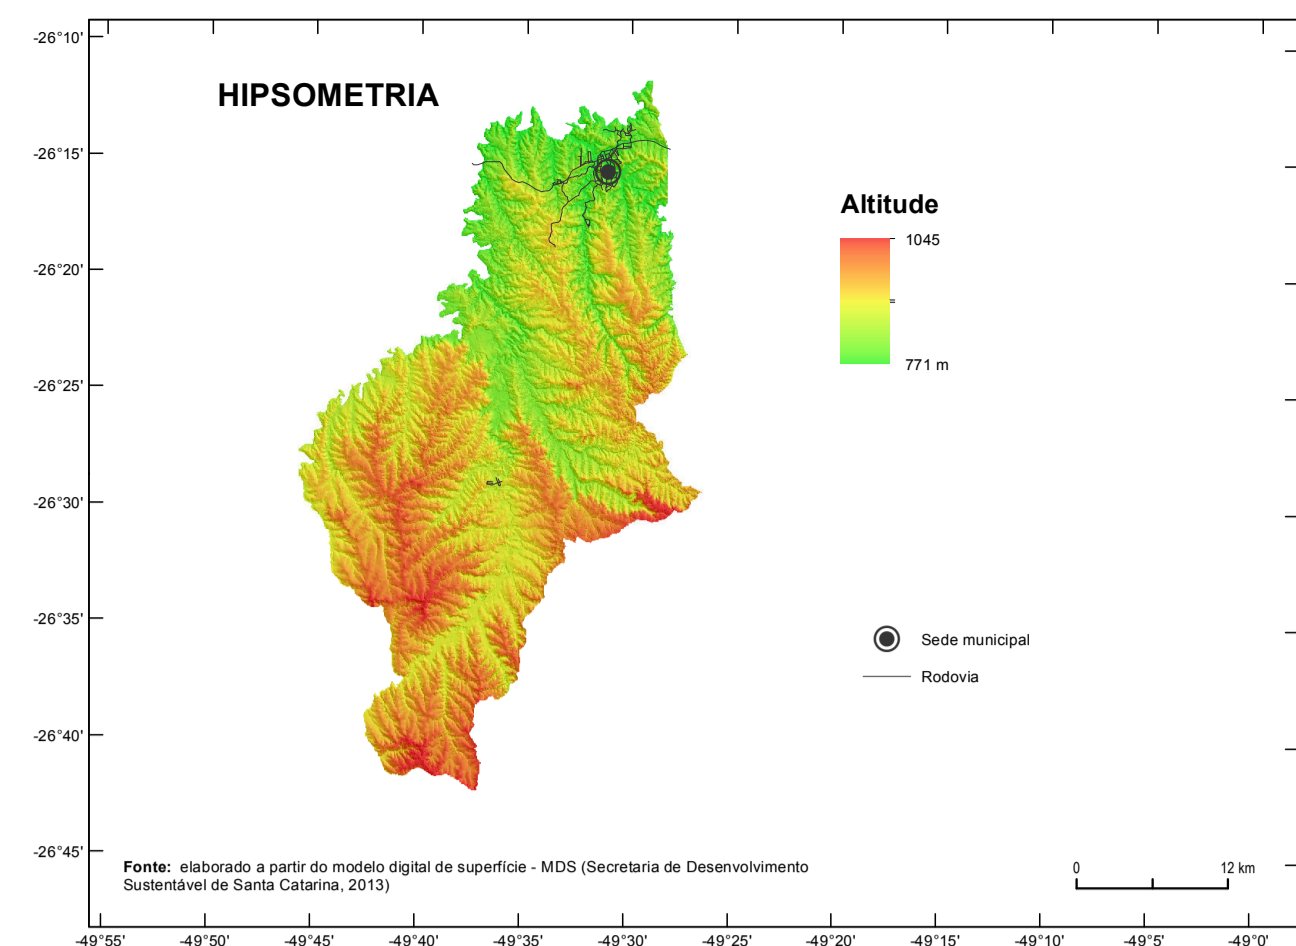 HIPSOMETRIA
-26°10'
-26°15'
-26°20'
-26°25'
-26°30'
-26°35'
-26°40'
-26°45'
Altitude
1045
771 m
Sede municipal
Rodovia
Fonte: elaborado a partir do modelo digital de superfície - MDS (Secretaria de Desenvolvimento
Sustentável de Santa Catarina, 2013)
0 12 km
-49°55' -49°50' -49°45' -49°40' -49°35' -49°30' -49°25' -49°20' -49°15' -49°10' -49°5' -49°0'